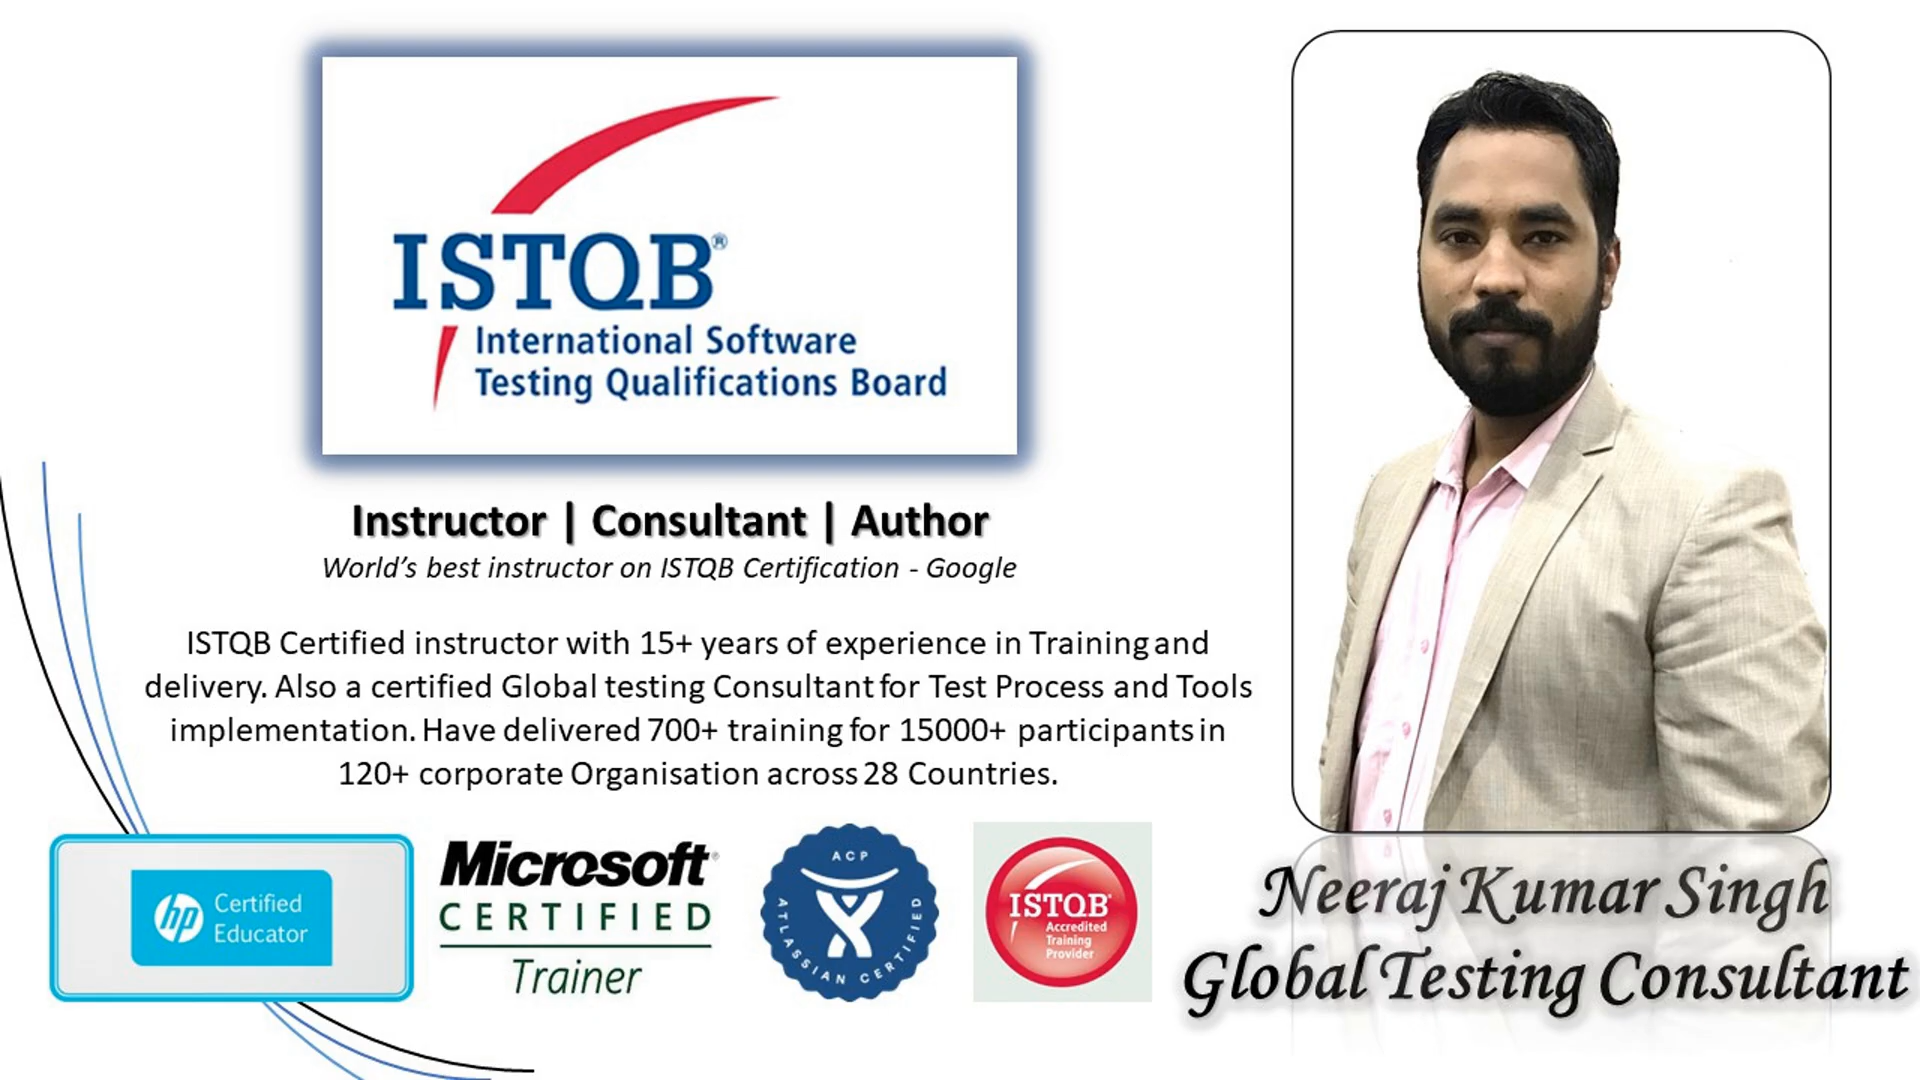 ISTQB®
International Software
Testing Qualifications Board
Instructor | Consultant | Author
World's best instructor on ISTQB Certification - Google
ISTQB Certified instructor with 15+ years of experience in Training and
delivery. Also a certified Global testing Consultant for Test Process and Tools
implementation. Have delivered 700+ training for 15000+ participants in
120+ corporate Organisation across 28 Countries.
hp
Certified
Educator
Microsoft®
CERTIFIED
Trainer
ACP
ATLASSIAN CERTIFIED
ISTQB®
Accredited
Training
Provider
Neeraj Kumar Singh
Global Testing Consultant